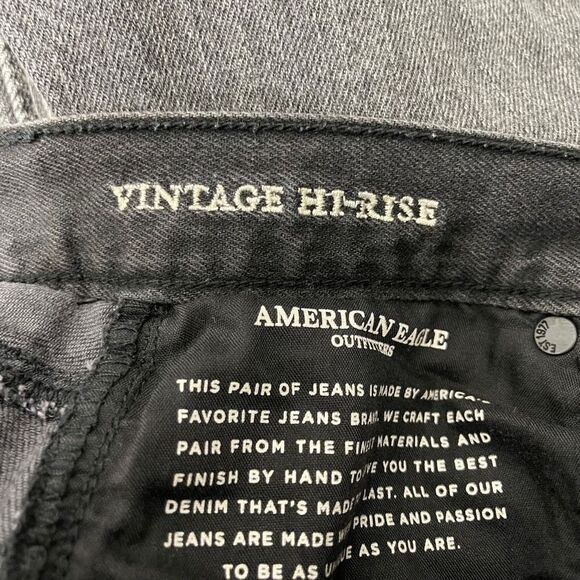 VINTAGE HI-RISE
AMERICAN EAGLE
OUTFITTERS
EST 1977
THIS PAIR OF JEANS IS MADE BY
FAVORITE JEANS WE CRAFT EACH
PAIR FROM THE MATERIALS AND
FINISH BY HAND YOU THE BEST
DENIM THAT'S LAST. ALL OF OUR
JEANS ARE MADE PRIDE AND PASSION
TO BE AS AS YOU ARE.